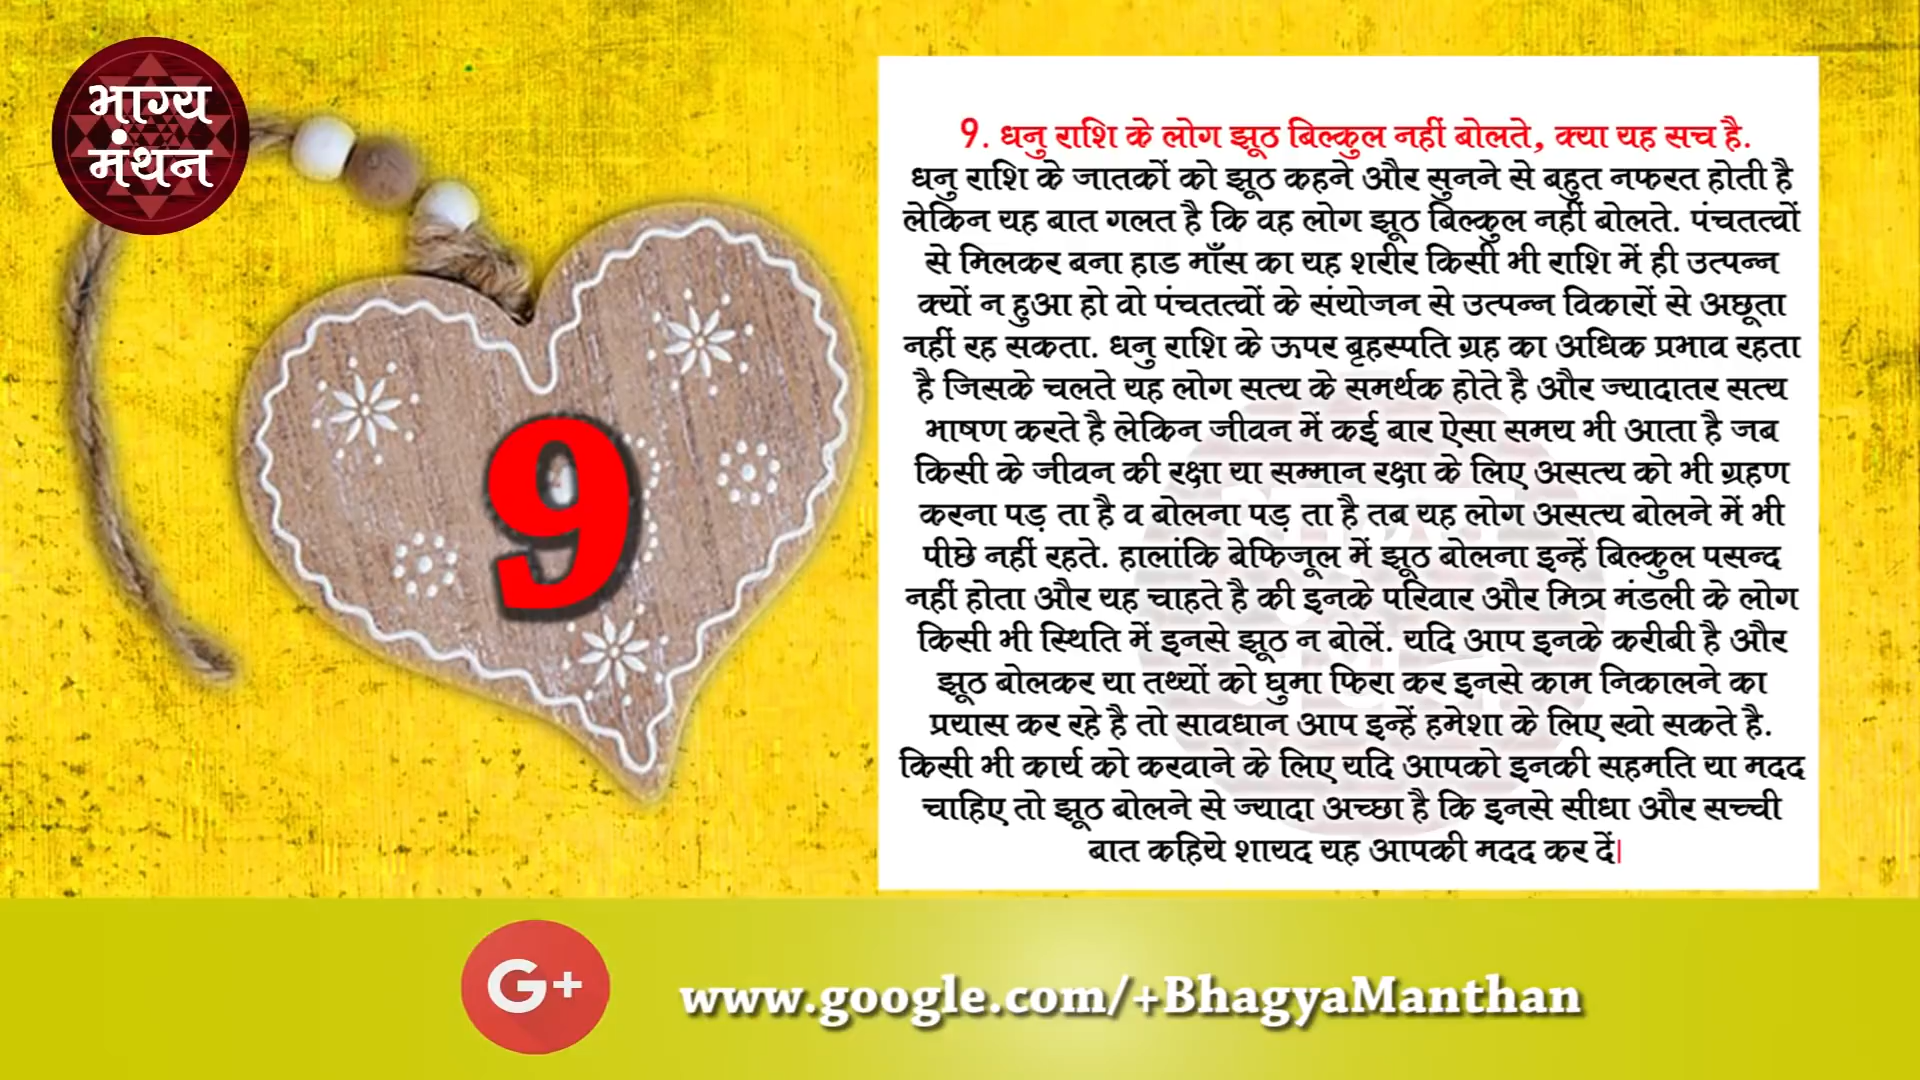 भाग्य
मंथन
9. धनु राशि के लोग झूठ बिल्कुल नहीं बोलते, क्या यह सच है.
धनु राशि के जातकों को झूठ कहने और सुनने से बहुत नफरत होती है
लेकिन यह बात गलत है कि वह लोग झूठ बिल्कुल नहीं बोलते. पंचतत्वों
से मिलकर बना हाड माँस का यह शरीर किसी भी राशि में ही उत्पन्न
क्यों न हुआ हो वो पंचतत्वों के संयोजन से उत्पन्न विकारों से अछूता
नहीं रह सकता. धनु राशि के ऊपर बृहस्पति ग्रह का अधिक प्रभाव रहता
है जिसके चलते यह लोग सत्य के समर्थक होते है और ज्यादातर सत्य
भाषण करते है लेकिन जीवन में कई बार ऐसा समय भी आता है जब
किसी के जीवन की रक्षा या सम्मान रक्षा के लिए असत्य को भी ग्रहण
करना पड़ ता है व बोलना पड़ ता है तब यह लोग असत्य बोलने में भी
पीछे नहीं रहते. हालांकि बेफिजूल में झूठ बोलना इन्हें बिल्कुल पसन्द
नहीं होता और यह चाहते है की इनके परिवार और मित्र मंडली के लोग
किसी भी स्थिति में इनसे झूठ न बोलें. यदि आप इनके करीबी है और
झूठ बोलकर या तथ्यों को घुमा फिरा कर इनसे काम निकालने का
प्रयास कर रहे है तो सावधान आप इन्हें हमेशा के लिए खो सकते है.
किसी भी कार्य को करवाने के लिए यदि आपको इनकी सहमति या मदद
चाहिए तो झूठ बोलने से ज्यादा अच्छा है कि इनसे सीधा और सच्ची
बात कहिये शायद यह आपकी मदद कर दें|
9
G+
www.google.com/+BhagyaManthan